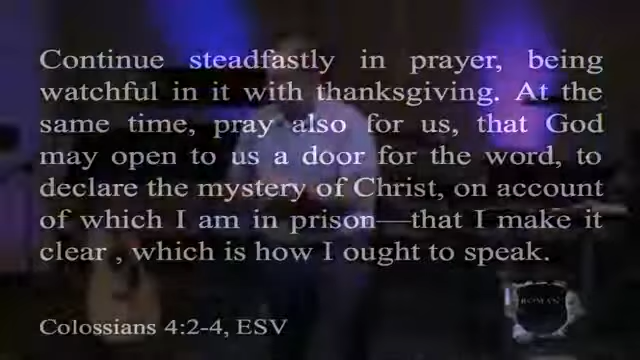 Continue steadfastly in prayer, being
watchful in it with thanksgiving. At the
same time, pray also for us, that God
may open to us a door for the word, to
declare the mystery of Christ, on account
of which I am in prison—that I make it
clear , which is how I ought to speak.
Colossians 4:2-4, ESV
ROMANS